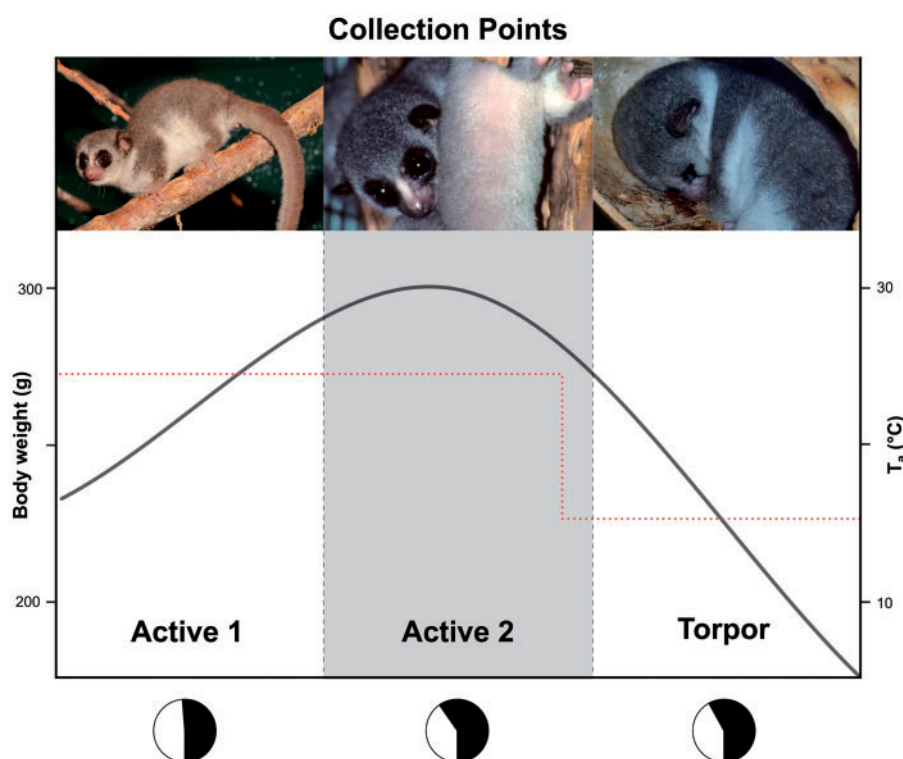 Collection Points
300
200
Body weight (g)
30
10
Tₐ (°C)
Active 1
Active 2
Torpor